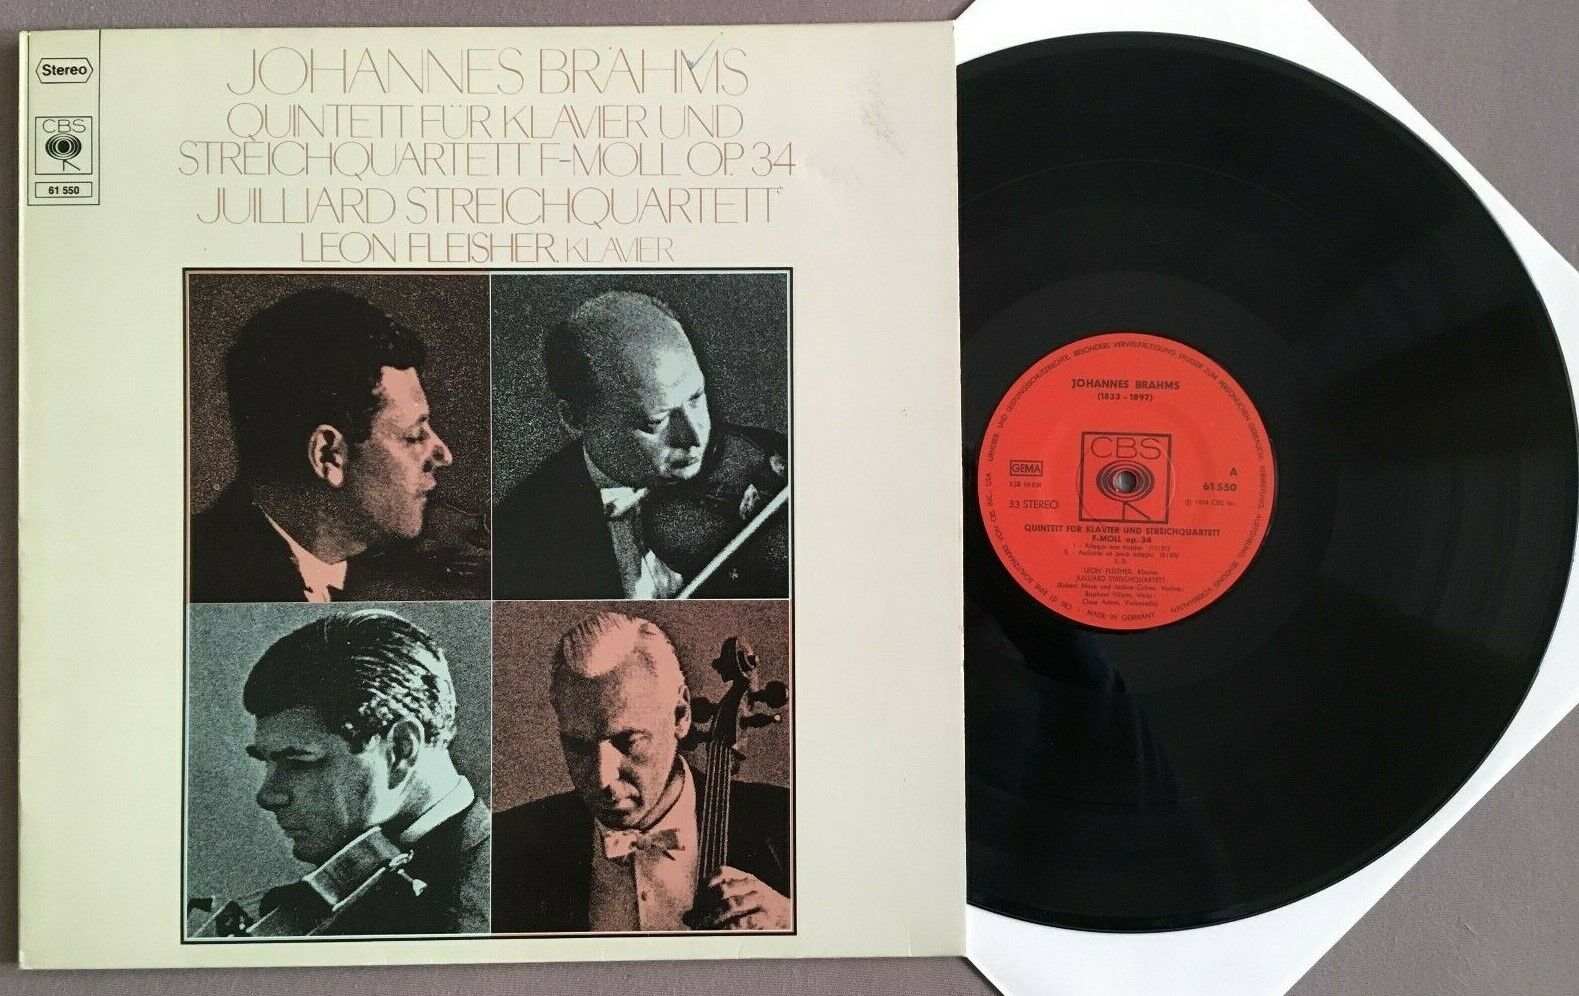 Stereo
CBS
61 550
JOHANNES BRAHMS
QUINTETT FÜR KLAVIER UND
STREICHQUARTETT F-MOLL OP. 34
JUILLIARD STREICHQUARTETT
LEON FLEISHER, KLAVIER
JOHANNES BRAHMS
(1833 - 1897)
CBS
GEMA
33 STEREO
A
61 550
QUINTETT FÜR KLAVIER UND STREICHQUARTETT
F-MOLL op. 34
LEON FLEISHER, Klavier
JUILLIARD STREICHQUARTETT
MADE IN GERMANY